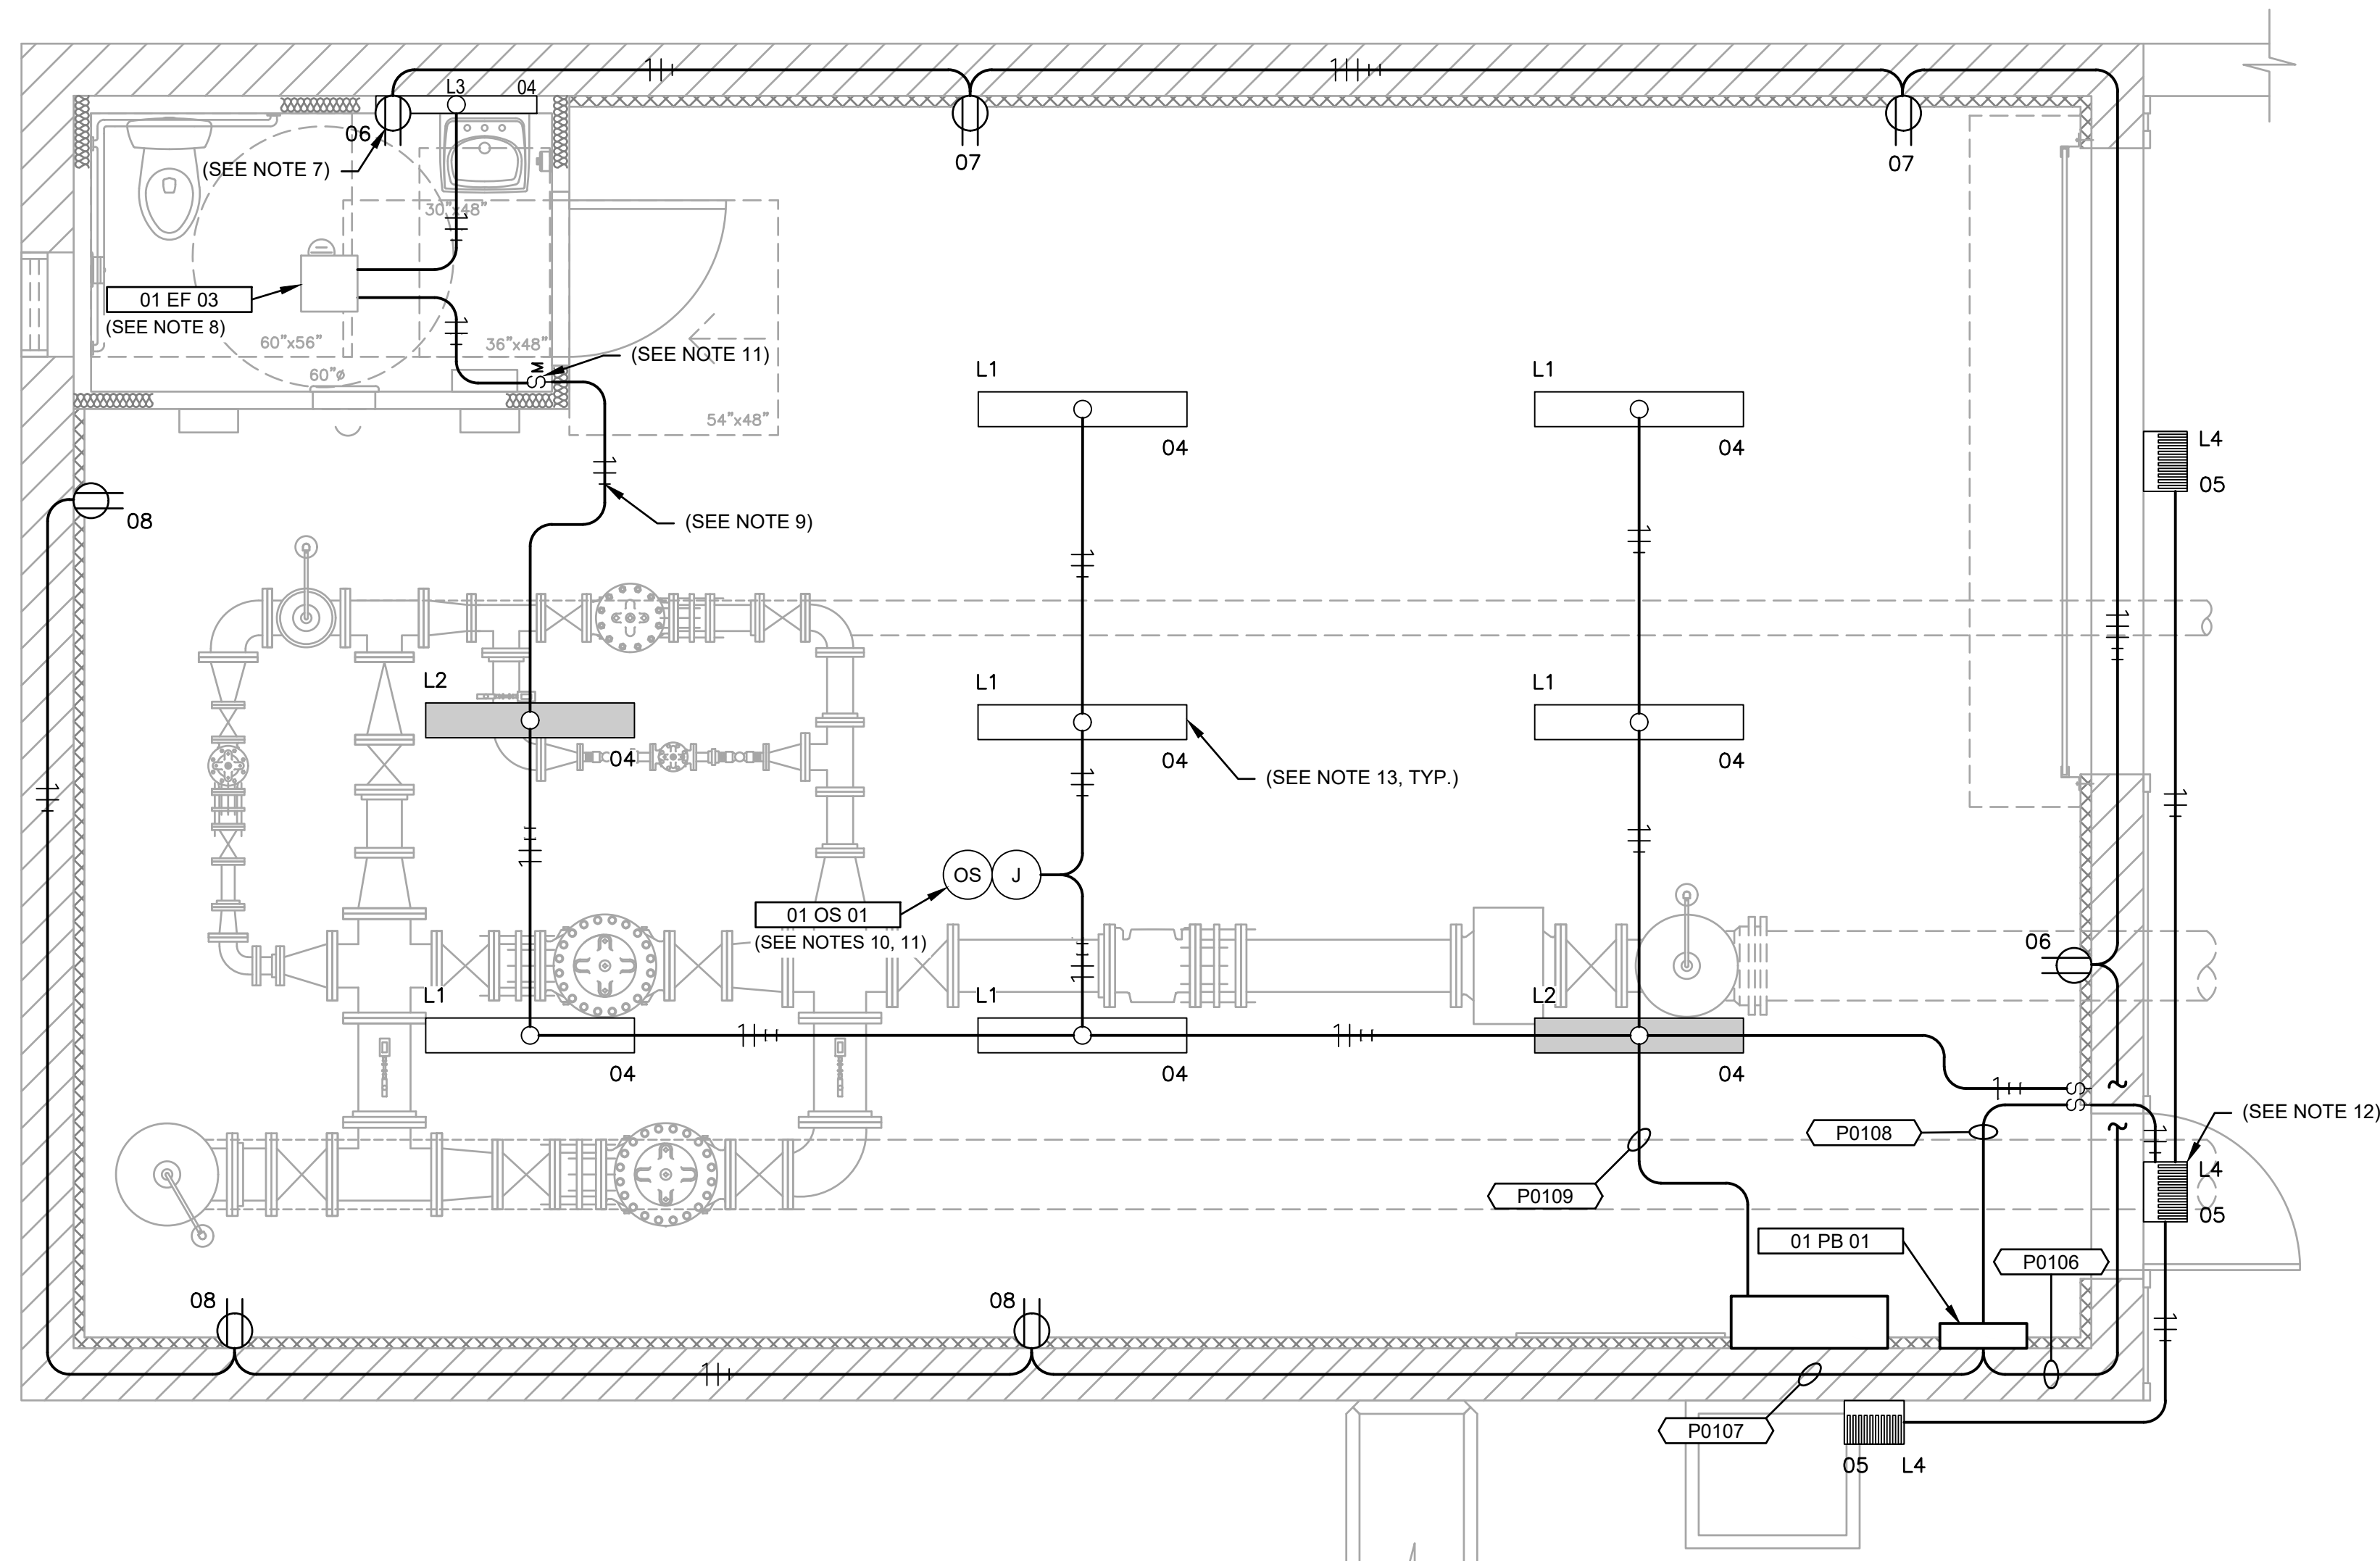 L3
04
06
(SEE NOTE 7)
07
07
30"x48"
01 EF 03
(SEE NOTE 8)
60"x56"
36"x48"
60"ø
M
S
(SEE NOTE 11)
54"x48"
L1
04
L1
04
L4
05
08
(SEE NOTE 9)
L2
04
L1
04
L1
04
(SEE NOTE 13, TYP.)
OS
J
01 OS 01
(SEE NOTES 10, 11)
06
L1
04
L1
04
L2
04
S
S
(SEE NOTE 12)
P0108
L4
05
P0109
01 PB 01
P0106
08
08
P0107
05
L4